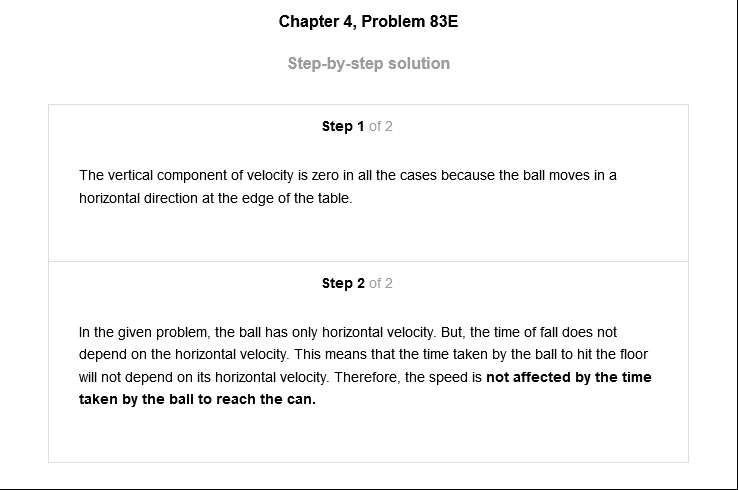 Chapter 4, Problem 83E
Step-by-step solution
Step 1 of 2
The vertical component of velocity is zero in all the cases because the ball moves in a
horizontal direction at the edge of the table.
Step 2 of 2
In the given problem, the ball has only horizontal velocity. But, the time of fall does not
depend on the horizontal velocity. This means that the time taken by the ball to hit the floor
will not depend on its horizontal velocity. Therefore, the speed is not affected by the time
taken by the ball to reach the can.